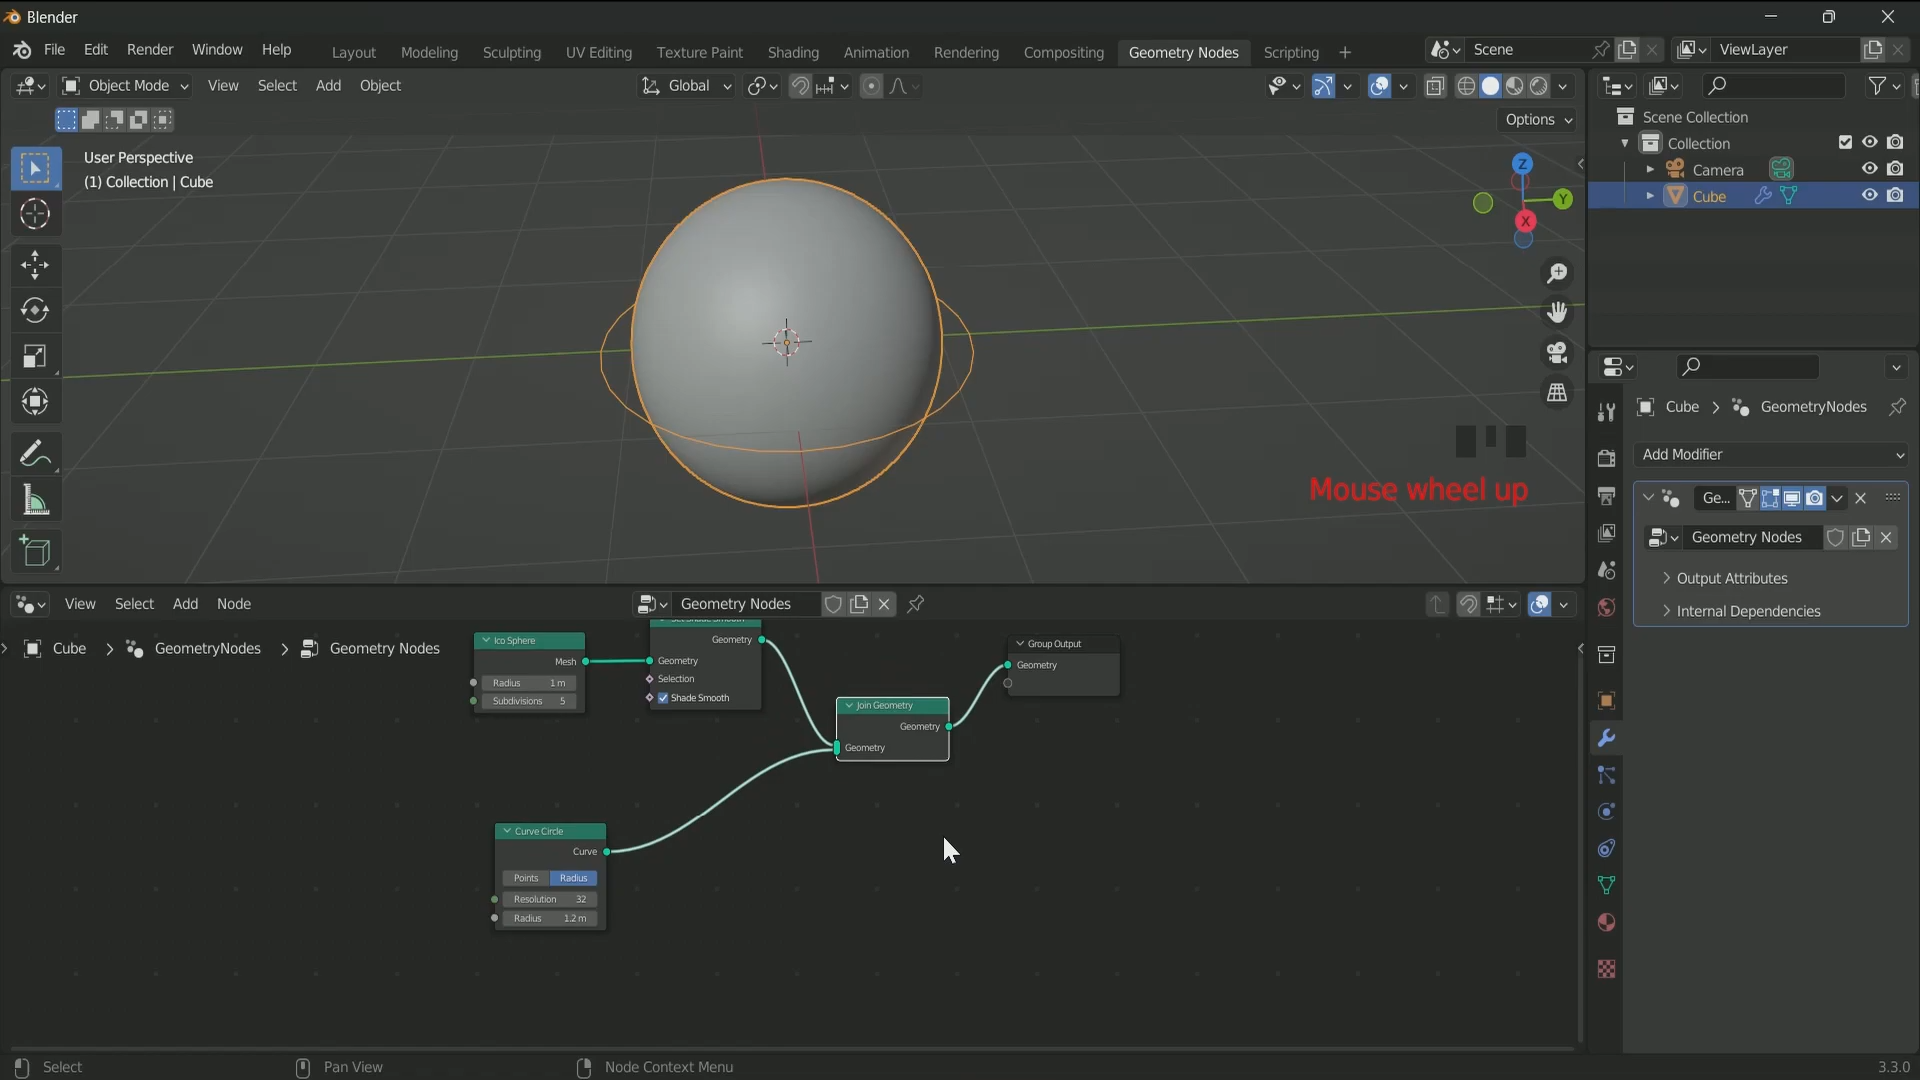 Blender
File Edit Render Window Help Layout Modeling Sculpting UV Editing Texture Paint Shading Animation Rendering Compositing Geometry Nodes Scripting + Scene ViewLayer
Object Mode View Select Add Object Global
Options
User Perspective
(1) Collection | Cube
Z
Y
X
Mouse wheel up
Scene Collection
Collection
Camera
Cube
Cube > GeometryNodes
Add Modifier
Ge...
Geometry Nodes
Output Attributes
Internal Dependencies
View Select Add Node Geometry Nodes
Cube > GeometryNodes > Geometry Nodes
Ico Sphere
Mesh
Radius 1 m
Subdivisions 5
Set Shade Smooth
Geometry
Geometry
Selection
Shade Smooth
Join Geometry
Geometry
Geometry
Group Output
Geometry
Curve Circle
Curve
Points Radius
Resolution 32
Radius 1.2 m
Select Pan View Node Context Menu 3.3.0